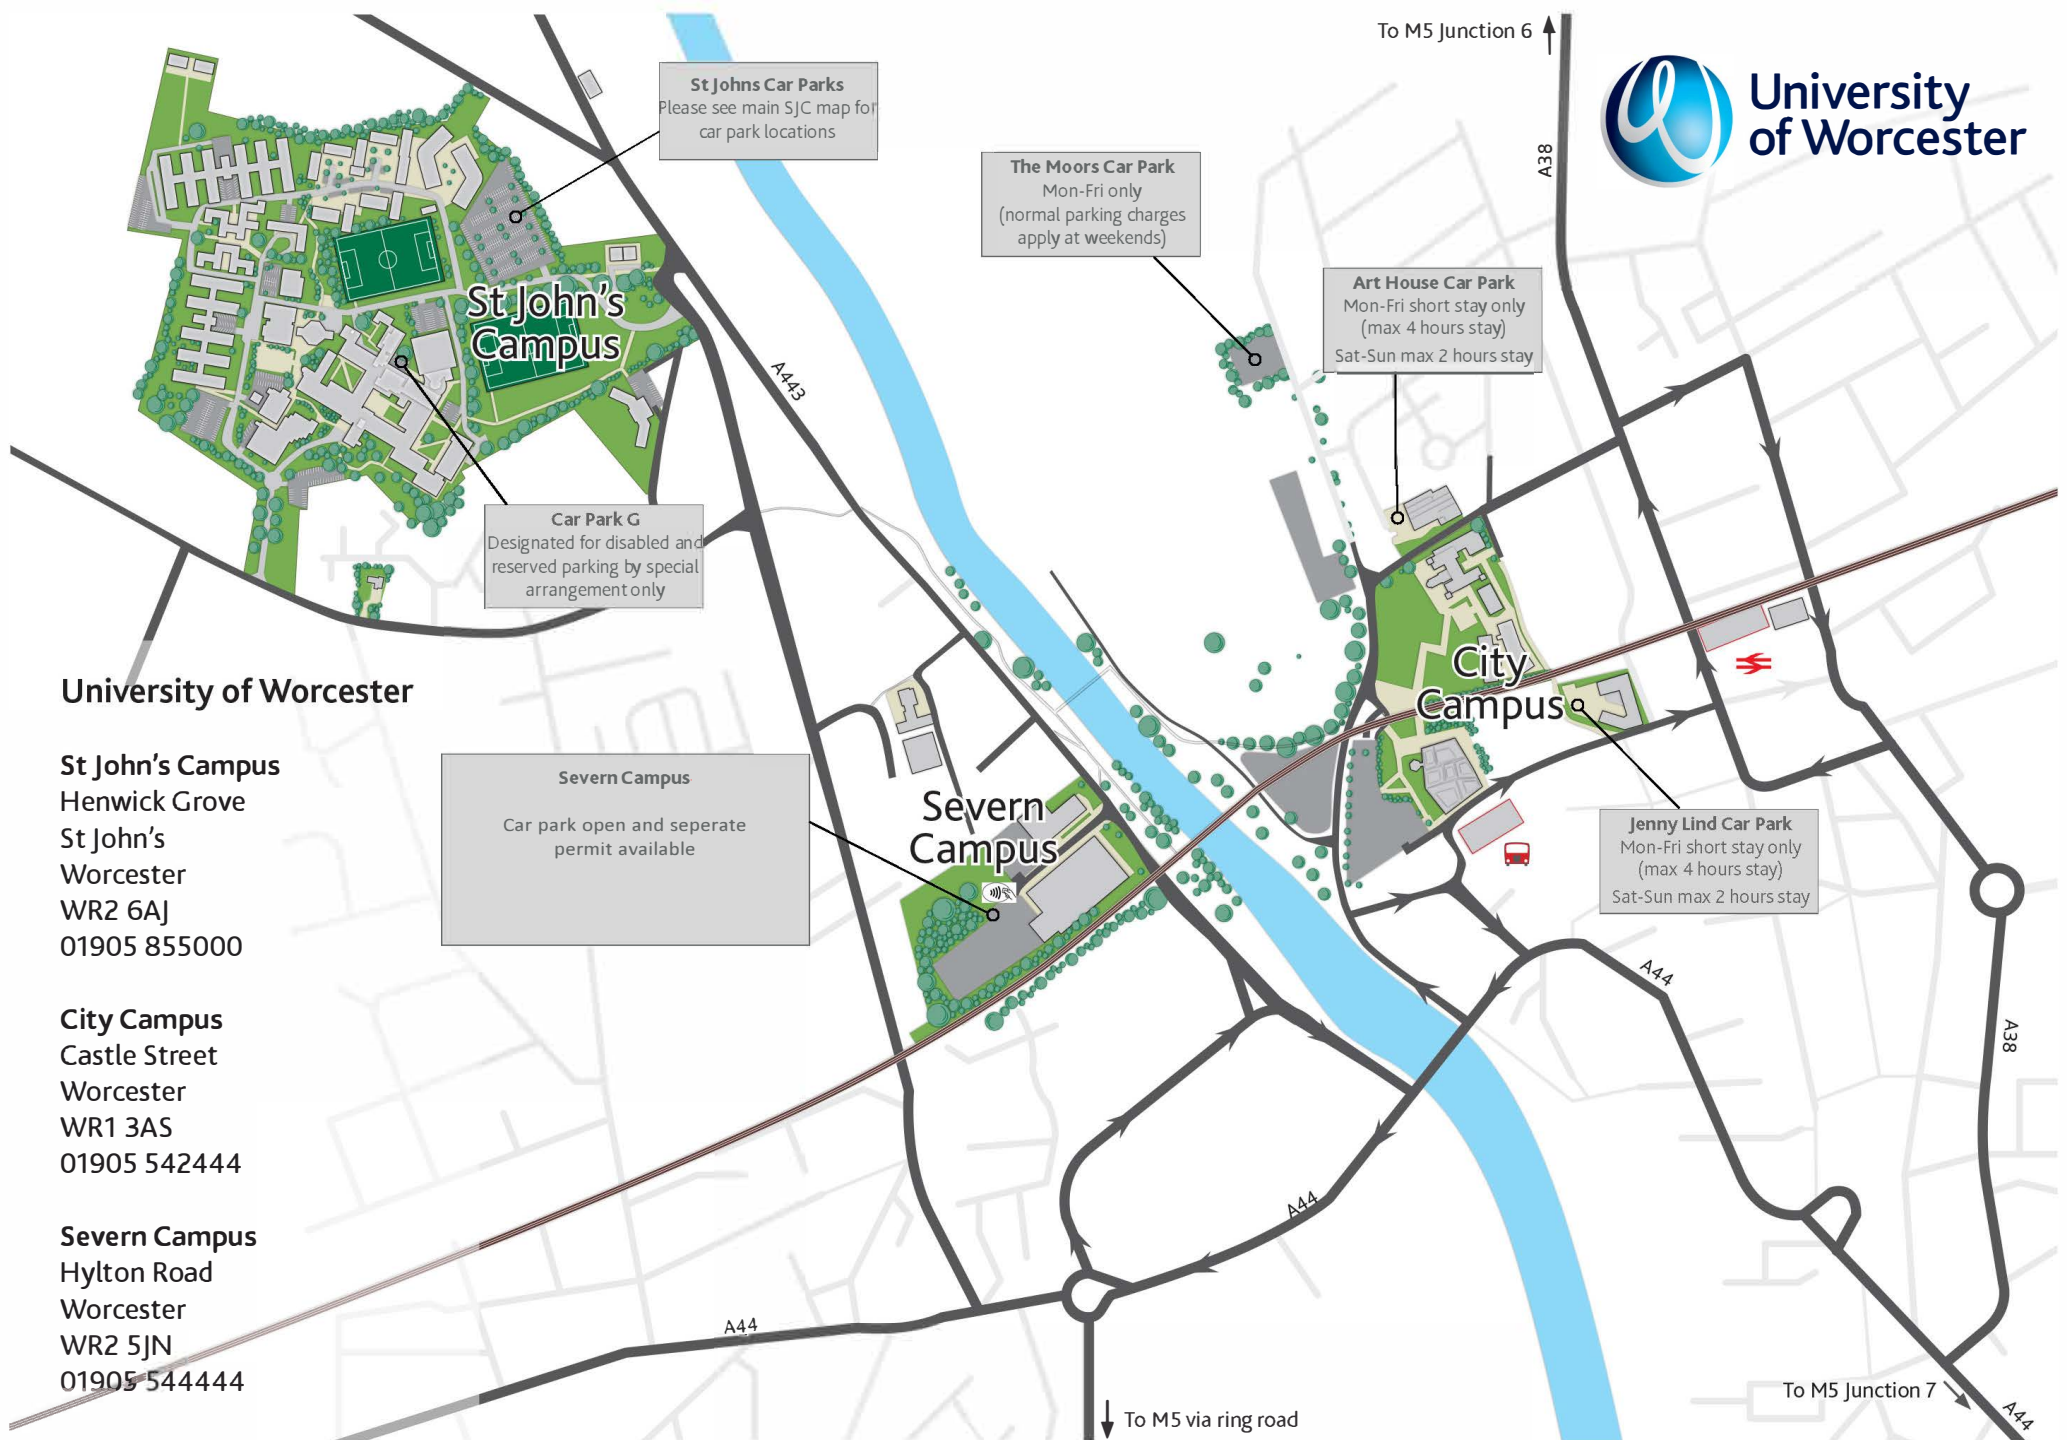 To M5 Junction 6
University
of Worcester
A38
St Johns Car Parks
Please see main SJC map for
car park locations
The Moors Car Park
Mon-Fri only
(normal parking charges
apply at weekends)
Art House Car Park
Mon-Fri short stay only
(max 4 hours stay)
Sat-Sun max 2 hours stay
St John's
Campus
A443
Car Park G
Designated for disabled and
reserved parking by special
arrangement only
City
Campus
University of Worcester
St John's Campus
Henwick Grove
St John's
Worcester
WR2 6AJ
01905 855000
City Campus
Castle Street
Worcester
WR1 3AS
01905 542444
Severn Campus
Hylton Road
Worcester
WR2 5JN
01905 544444
Severn Campus
Car park open and seperate
permit available
Severn
Campus
Jenny Lind Car Park
Mon-Fri short stay only
(max 4 hours stay)
Sat-Sun max 2 hours stay
A44
A38
A44
A44
To M5 Junction 7
A44
To M5 via ring road